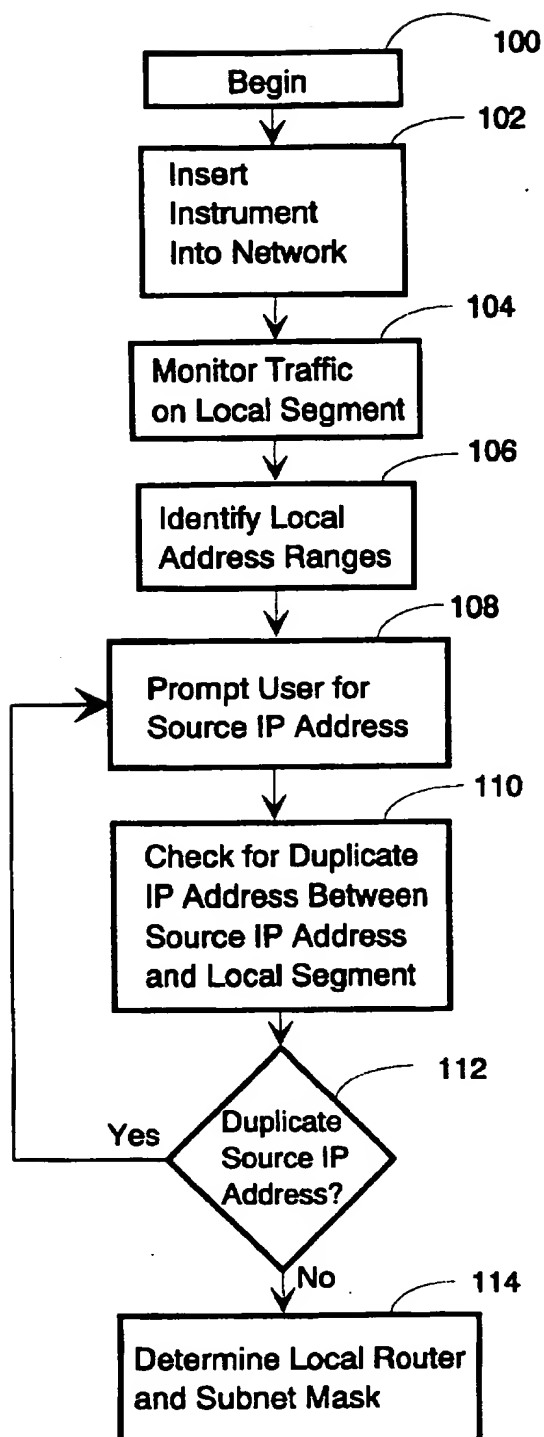 100
Begin
102
Insert
Instrument
Into Network
104
Monitor Traffic
on Local Segment
106
Identify Local
Address Ranges
108
Prompt User for
Source IP Address
110
Check for Duplicate
IP Address Between
Source IP Address
and Local Segment
112
Yes
Duplicate
Source IP
Address?
No
114
Determine Local Router
and Subnet Mask